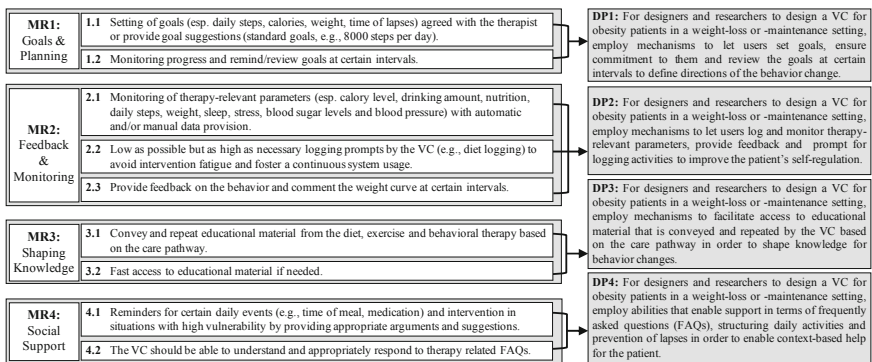 MR1:
Goals &
Planning
1.1 Setting of goals (esp. daily steps, calories, weight, time of lapses) agreed with the therapist
or provide goal suggestions (standard goals, e.g., 8000 steps per day).
1.2 Monitoring progress and remind/review goals at certain intervals.
DP1: For designers and researchers to design a VC for
obesity patients in a weight-loss or -maintenance setting,
employ mechanisms to let users set goals, ensure
commitment to them and review the goals at certain
intervals to define directions of the behavior change.
MR2:
Feedback
&
Monitoring
2.1 Monitoring of therapy-relevant parameters (esp. calory level, drinking amount, nutrition,
daily steps, weight, sleep, stress, blood sugar levels and blood pressure) with automatic
and/or manual data provision.
2.2 Low as possible but as high as necessary logging prompts by the VC (e.g., diet logging) to
avoid intervention fatigue and foster a continuous system usage.
2.3 Provide feedback on the behavior and comment the weight curve at certain intervals.
DP2: For designers and researchers to design a VC for
obesity patients in a weight-loss or -maintenance setting,
employ mechanisms to let users log and monitor therapy-
relevant parameters, provide feedback and prompt for
logging activities to improve the patient's self-regulation.
MR3:
Shaping
Knowledge
3.1 Convey and repeat educational material from the diet, exercise and behavioral therapy based
on the care pathway.
3.2 Fast access to educational material if needed.
DP3: For designers and researchers to design a VC for
obesity patients in a weight-loss or -maintenance setting,
employ mechanisms to facilitate access to educational
material that is conveyed and repeated by the VC based
on the care pathway in order to shape knowledge for
behavior changes.
MR4:
Social
Support
4.1 Reminders for certain daily events (e.g., time of meal, medication) and intervention in
situations with high vulnerability by providing appropriate arguments and suggestions.
4.2 The VC should be able to understand and appropriately respond to therapy related FAQs.
DP4: For designers and researchers to design a VC for
obesity patients in a weight-loss or -maintenance setting,
employ abilities that enable support in terms of frequently
asked questions (FAQs), structuring daily activities and
prevention of lapses in order to enable context-based help
for the patient.